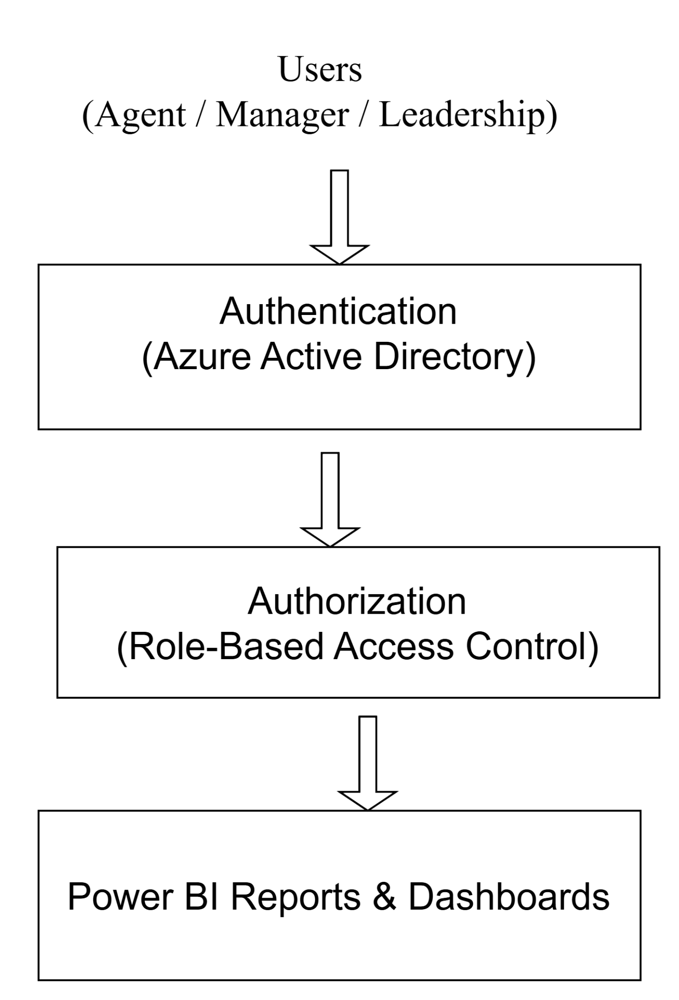 Users
(Agent / Manager / Leadership)
Authentication
(Azure Active Directory)
Authorization
(Role-Based Access Control)
Power BI Reports & Dashboards